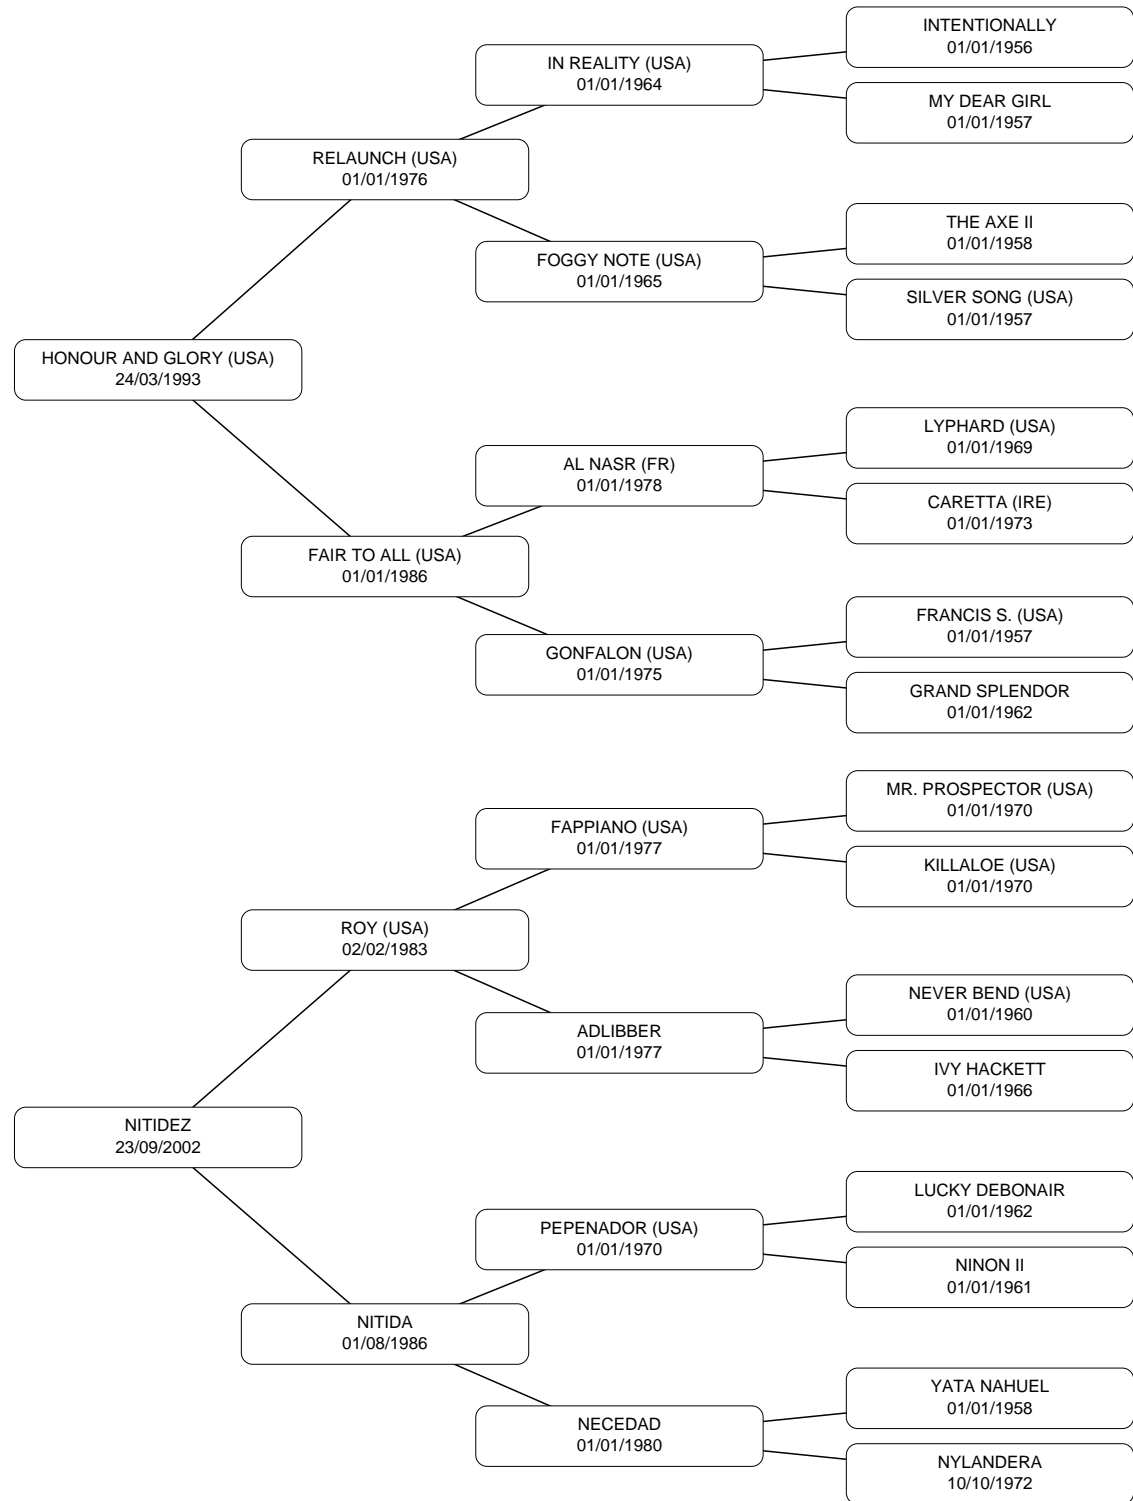 INTENTIONALLY
01/01/1956
IN REALITY (USA)
01/01/1964
MY DEAR GIRL
01/01/1957
RELAUNCH (USA)
01/01/1976
THE AXE II
01/01/1958
FOGGY NOTE (USA)
01/01/1965
SILVER SONG (USA)
01/01/1957
HONOUR AND GLORY (USA)
24/03/1993
LYPHARD (USA)
01/01/1969
AL NASR (FR)
01/01/1978
CARETTA (IRE)
01/01/1973
FAIR TO ALL (USA)
01/01/1986
FRANCIS S. (USA)
01/01/1957
GONFALON (USA)
01/01/1975
GRAND SPLENDOR
01/01/1962
MR. PROSPECTOR (USA)
01/01/1970
FAPPIANO (USA)
01/01/1977
KILLALOE (USA)
01/01/1970
ROY (USA)
02/02/1983
NEVER BEND (USA)
01/01/1960
ADLIBBER
01/01/1977
IVY HACKETT
01/01/1966
NITIDEZ
23/09/2002
LUCKY DEBONAIR
01/01/1962
PEPENADOR (USA)
01/01/1970
NINON II
01/01/1961
NITIDA
01/08/1986
YATA NAHUEL
01/01/1958
NECEDAD
01/01/1980
NYLANDERA
10/10/1972